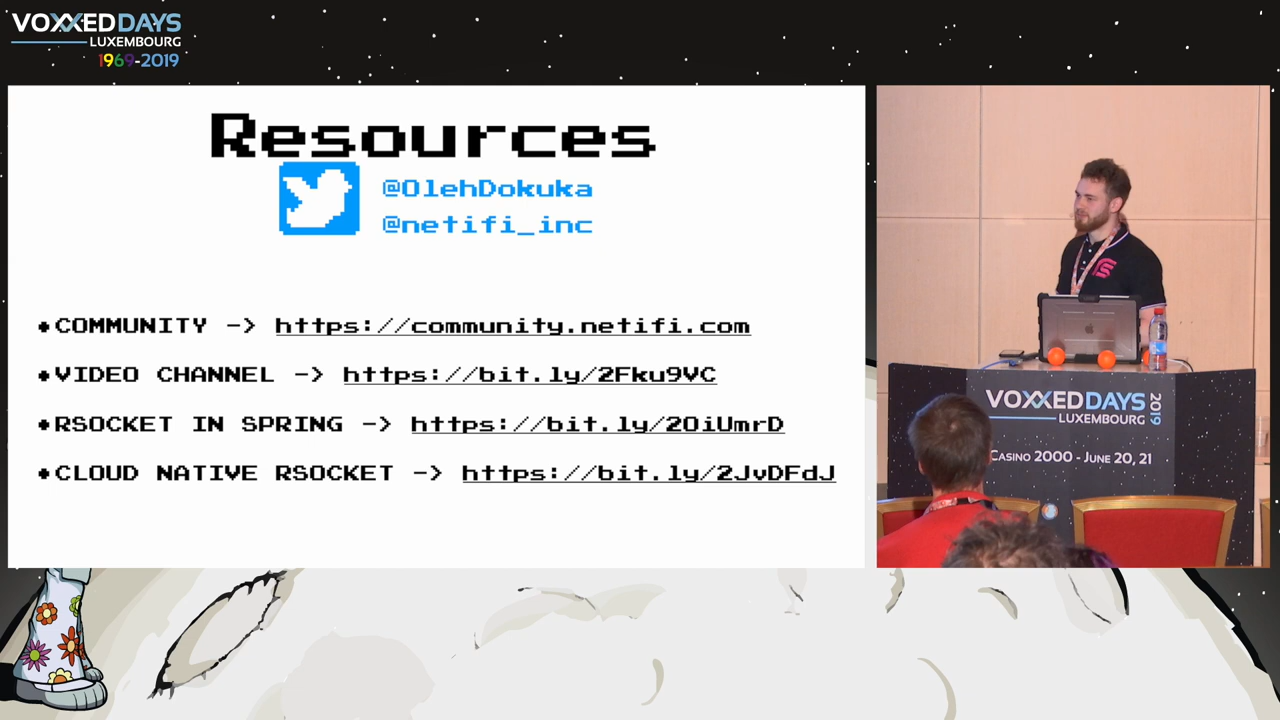 VOXXEDDAYS
LUXEMBOURG
1969-2019
Resources
@OlehDokuka
@netifi_inc
•COMMUNITY -> https://community.netifi.com
•VIDEO CHANNEL -> https://bit.ly/2Fku9VC
•RSOCKET IN SPRING -> https://bit.ly/2OiUmrD
•CLOUD NATIVE RSOCKET -> https://bit.ly/2JvDFdJ
VOXXEDDAYS 2019
LUXEMBOURG
CASINO 2000 - JUNE 20, 21